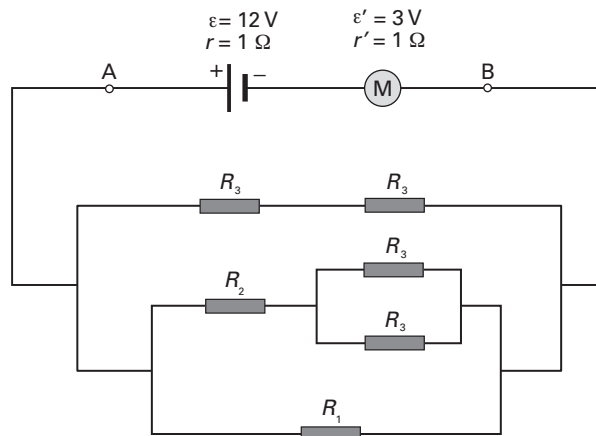 ε = 12 V
r = 1 Ω
ε′ = 3 V
r′ = 1 Ω
A
+
−
M
B
R₃
R₃
R₃
R₂
R₃
R₁